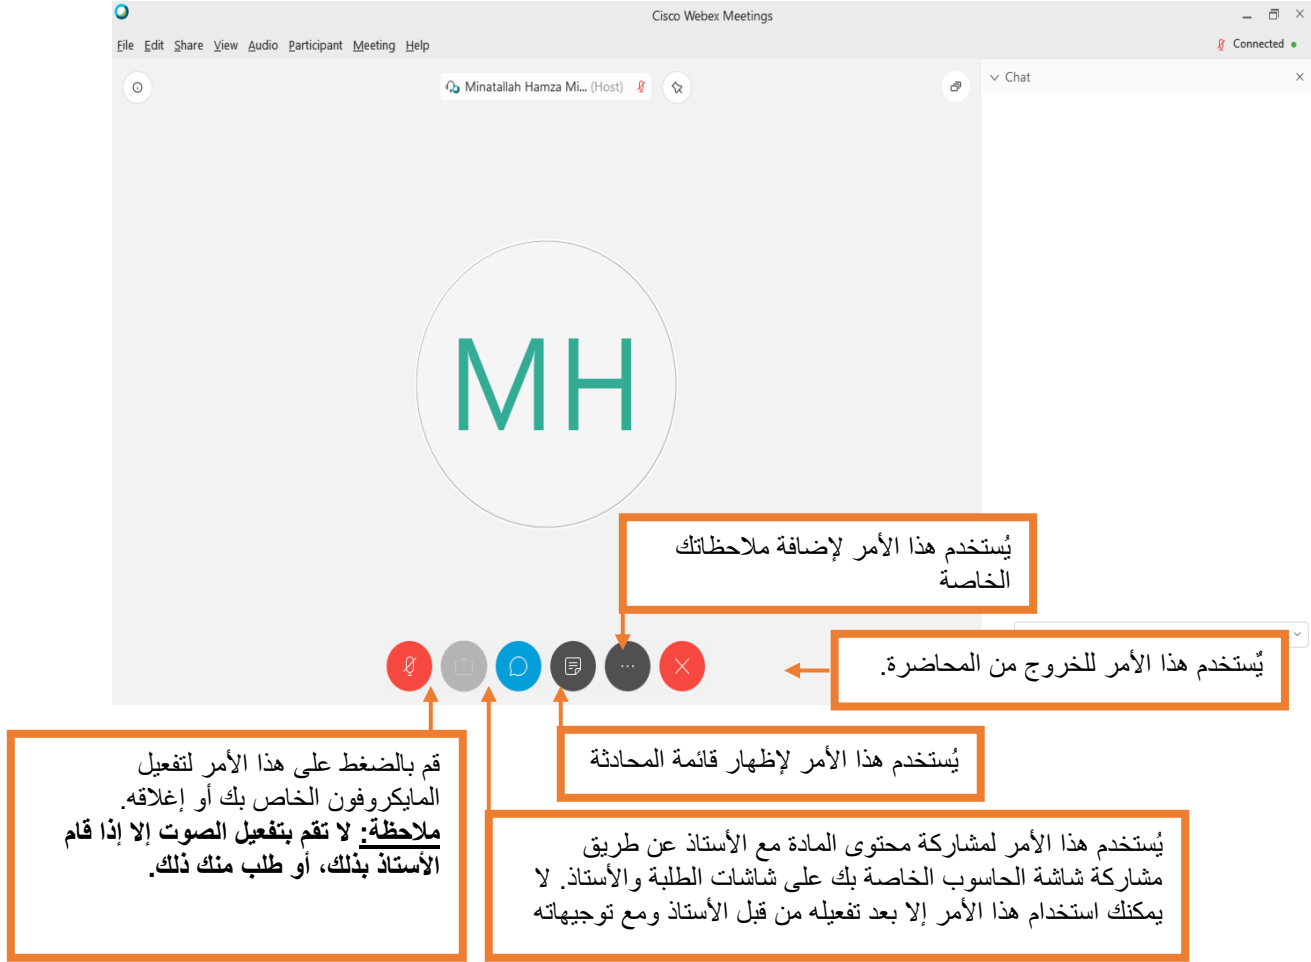 Cisco Webex Meetings
File Edit Share View Audio Participant Meeting Help
Connected
Minatallah Hamza Mi... (Host)
Chat
MH
يُستخدم هذا الأمر لإضافة ملاحظاتك
الخاصة
يٌستخدم هذا الأمر للخروج من المحاضرة.
يُستخدم هذا الأمر لإظهار قائمة المحادثة
قم بالضغط على هذا الأمر لتفعيل
المايكروفون الخاص بك أو إغلاقه.
ملاحظة: لا تقم بتفعيل الصوت إلا إذا قام
الأستاذ بذلك، أو طلب منك ذلك.
يُستخدم هذا الأمر لمشاركة محتوى المادة مع الأستاذ عن طريق
مشاركة شاشة الحاسوب الخاصة بك على شاشات الطلبة والأستاذ. لا
يمكنك استخدام هذا الأمر إلا بعد تفعيله من قبل الأستاذ ومع توجيهاته